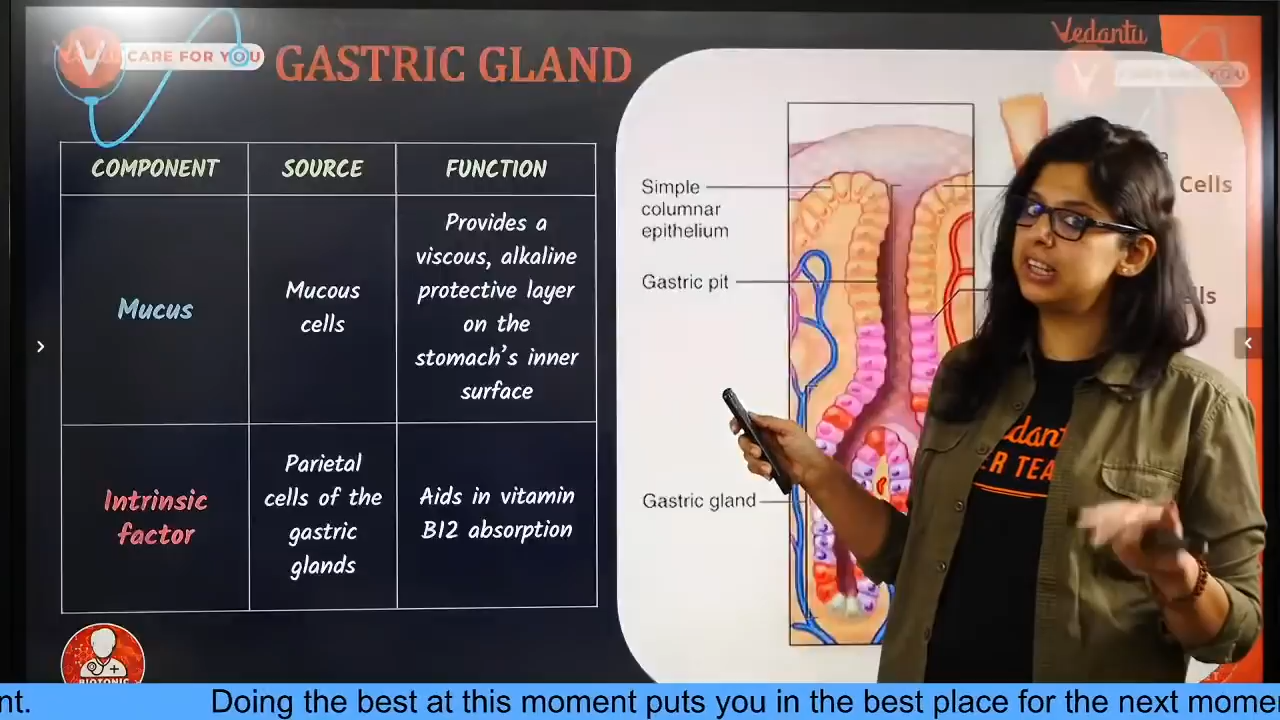 CARE FOR YOU
GASTRIC GLAND
Vedantu
COMPONENT
SOURCE
FUNCTION
Mucus
Mucous
cells
Provides a
viscous, alkaline
protective layer
on the
stomach's inner
surface
Intrinsic
factor
Parietal
cells of the
gastric
glands
Aids in vitamin
B12 absorption
Simple
columnar
epithelium
Gastric pit
Gastric gland
Cells
BIOTONIC
nt.
Doing the best at this moment puts you in the best place for the next mome